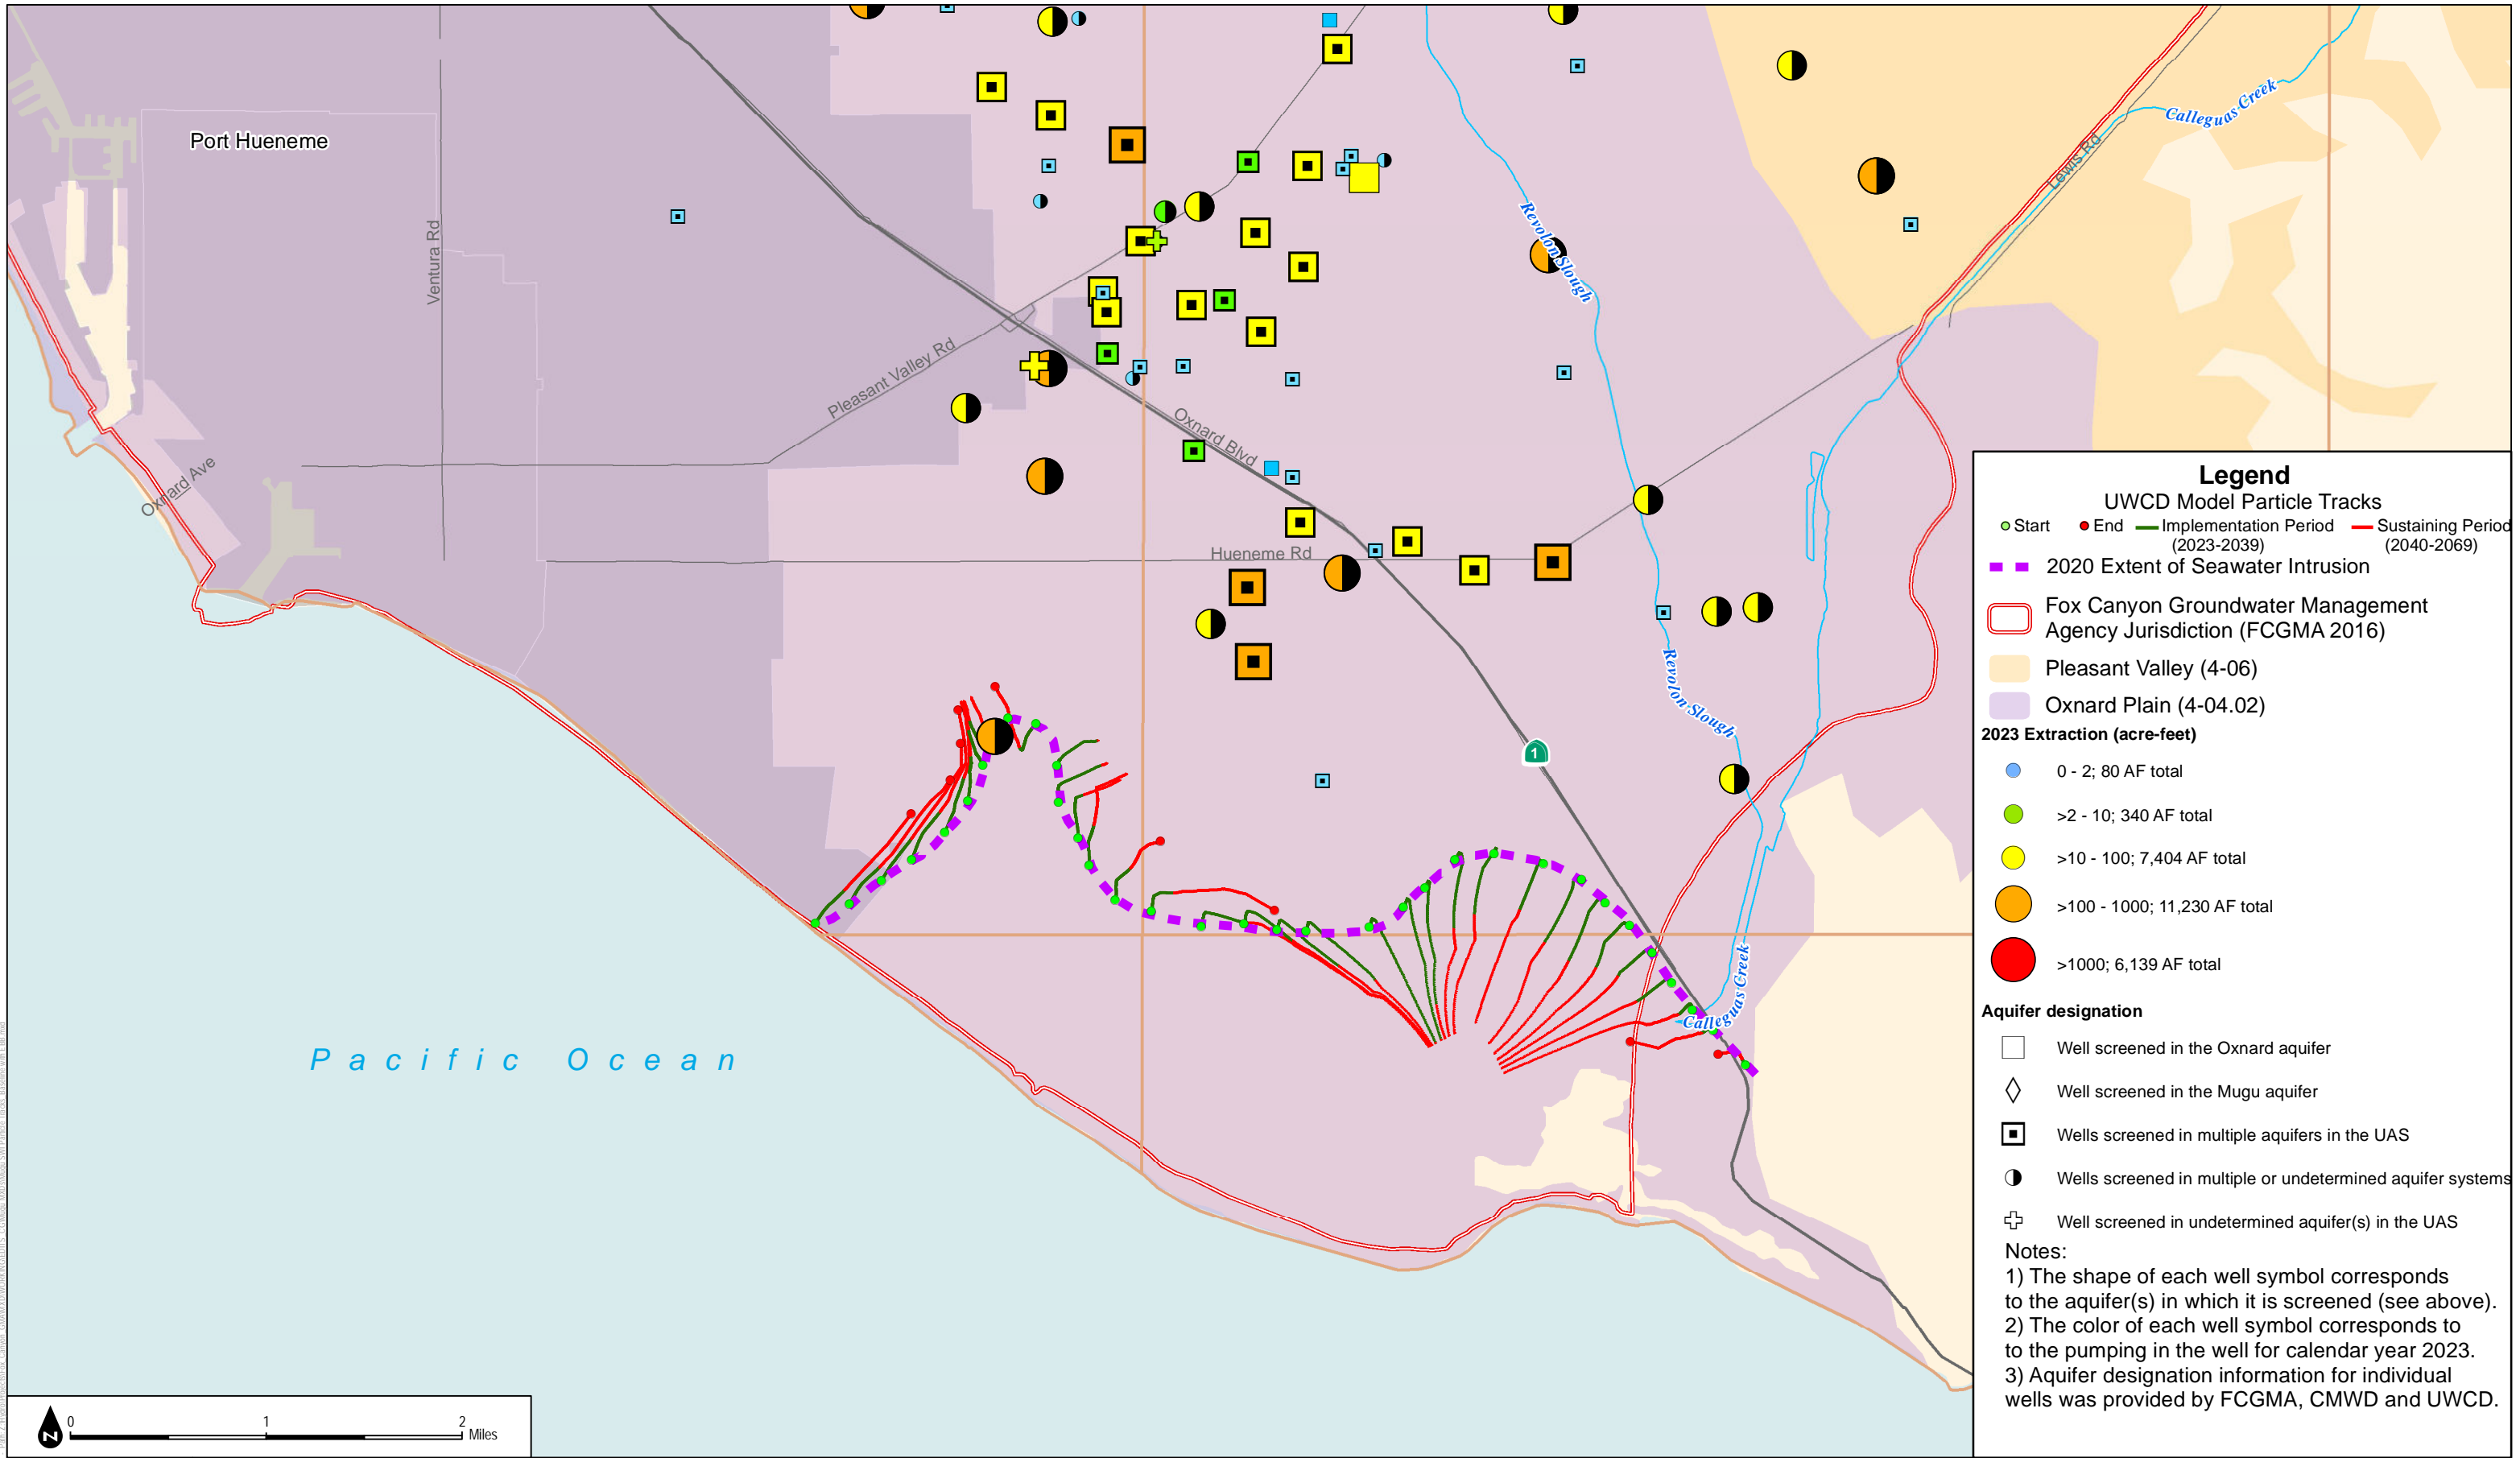 Port Hueneme
Ventura Rd
Oxnard Ave
Pleasant Valley Rd
Oxnard Blvd
Hueneme Rd
Lewis Rd
Calleguas Creek
Revolon Slough
Revolon Slough
Calleguas Creek
1
Pacific Ocean
N
0 1 2
Miles
Legend
UWCD Model Particle Tracks
Start End Implementation Period Sustaining Period
(2023-2039) (2040-2069)
2020 Extent of Seawater Intrusion
Fox Canyon Groundwater Management
Agency Jurisdiction (FCGMA 2016)
Pleasant Valley (4-06)
Oxnard Plain (4-04.02)
2023 Extraction (acre-feet)
0 - 2; 80 AF total
>2 - 10; 340 AF total
>10 - 100; 7,404 AF total
>100 - 1000; 11,230 AF total
>1000; 6,139 AF total
Aquifer designation
Well screened in the Oxnard aquifer
Well screened in the Mugu aquifer
Wells screened in multiple aquifers in the UAS
Wells screened in multiple or undetermined aquifer systems
Well screened in undetermined aquifer(s) in the UAS
Notes:
1) The shape of each well symbol corresponds
to the aquifer(s) in which it is screened (see above).
2) The color of each well symbol corresponds to
to the pumping in the well for calendar year 2023.
3) Aquifer designation information for individual
wells was provided by FCGMA, CMWD and UWCD.